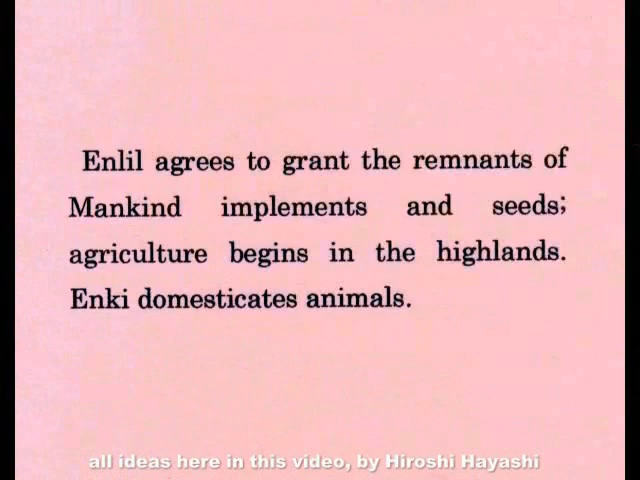 Enlil agrees to grant the remnants of
Mankind implements and seeds;
agriculture begins in the highlands.
Enki domesticates animals.
all ideas here in this video, by Hiroshi Hayashi